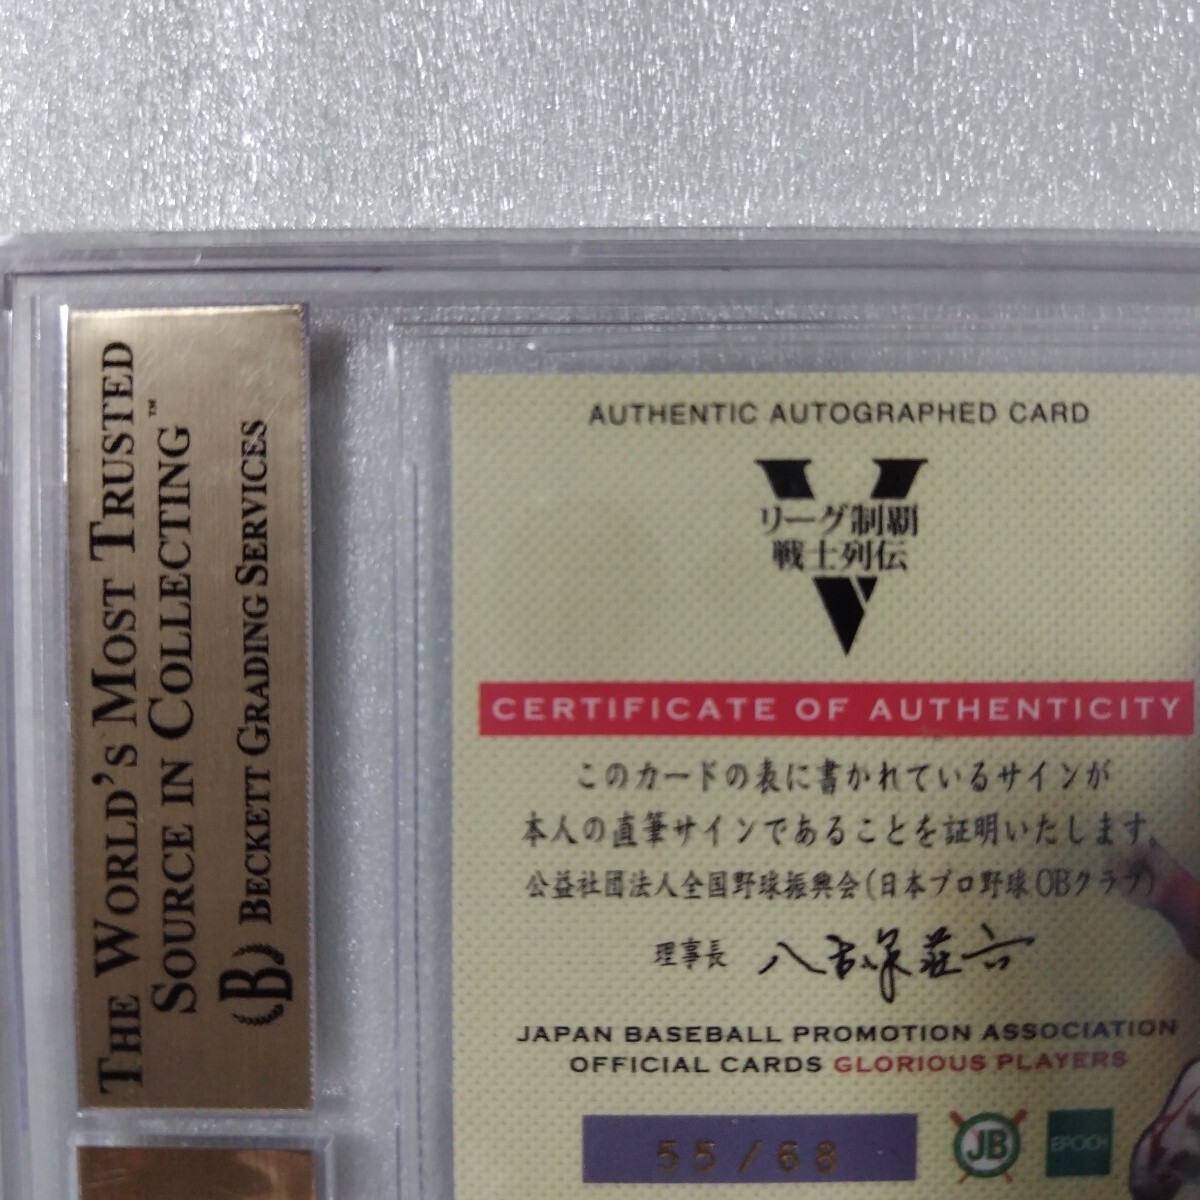 THE WORLD'S MOST TRUSTED
SOURCE IN COLLECTING™
B BECKETT GRADING SERVICES
AUTHENTIC AUTOGRAPHED CARD
V
リーグ制覇
戦士列伝
CERTIFICATE OF AUTHENTICITY
このカードの表に書かれているサインが
本人の直筆サインであることを証明いたします。
公益社団法人全国野球振興会(日本プロ野球OBクラブ)
理事長 八木沢荘六
JAPAN BASEBALL PROMOTION ASSOCIATION
OFFICIAL CARDS GLORIOUS PLAYERS
55/68
JB
EPOCH